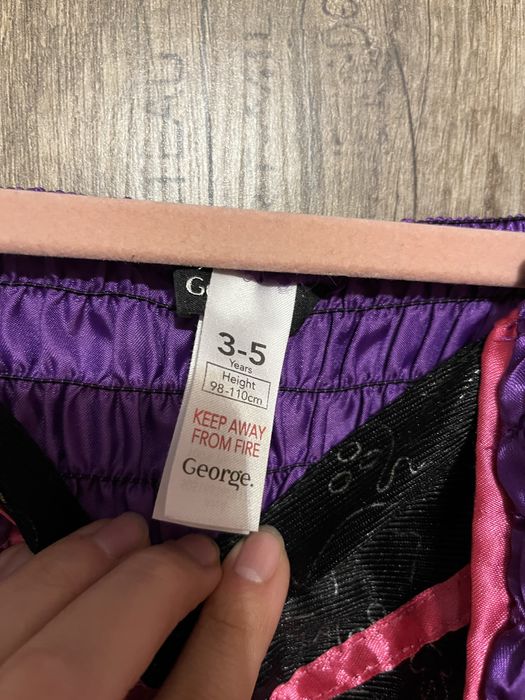 3-5
Years
Height
98-110cm
KEEP AWAY
FROM FIRE
George.